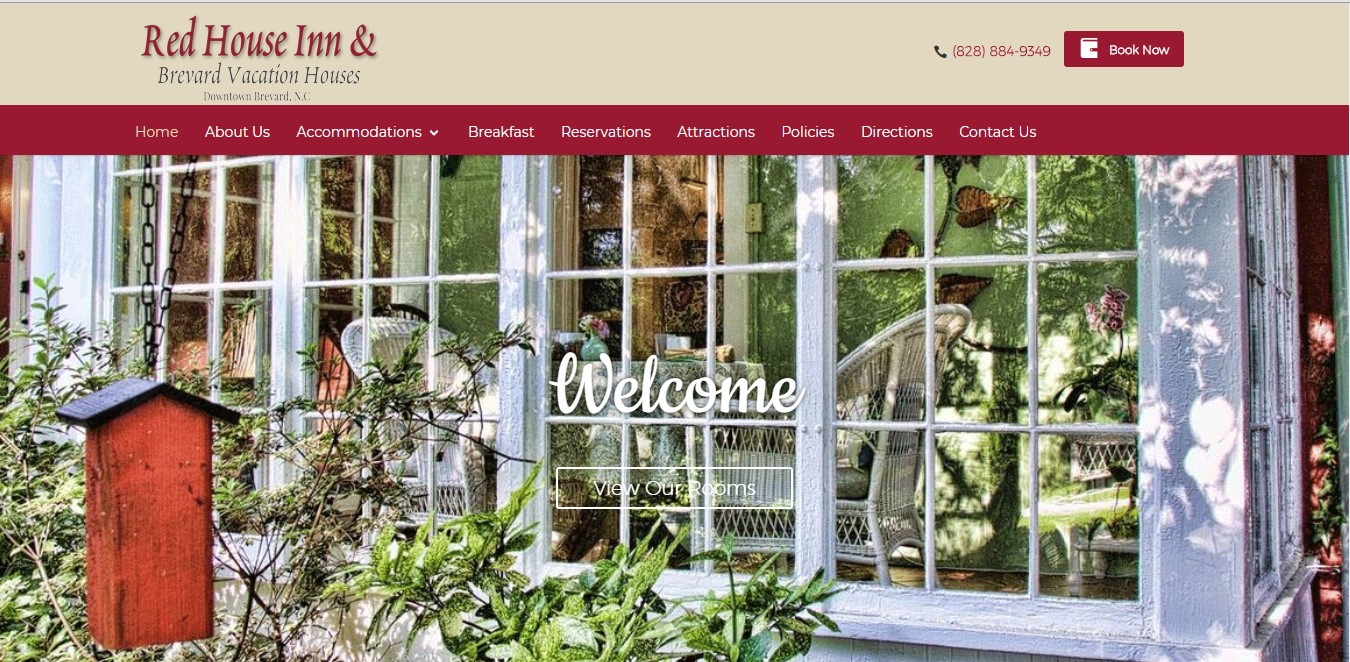 Red House Inn &
Brevard Vacation Houses
Downtown Brevard, N.C
(828) 884-9349
Book Now
Home About Us Accommodations Breakfast Reservations Attractions Policies Directions Contact Us
Welcome
View Our Rooms